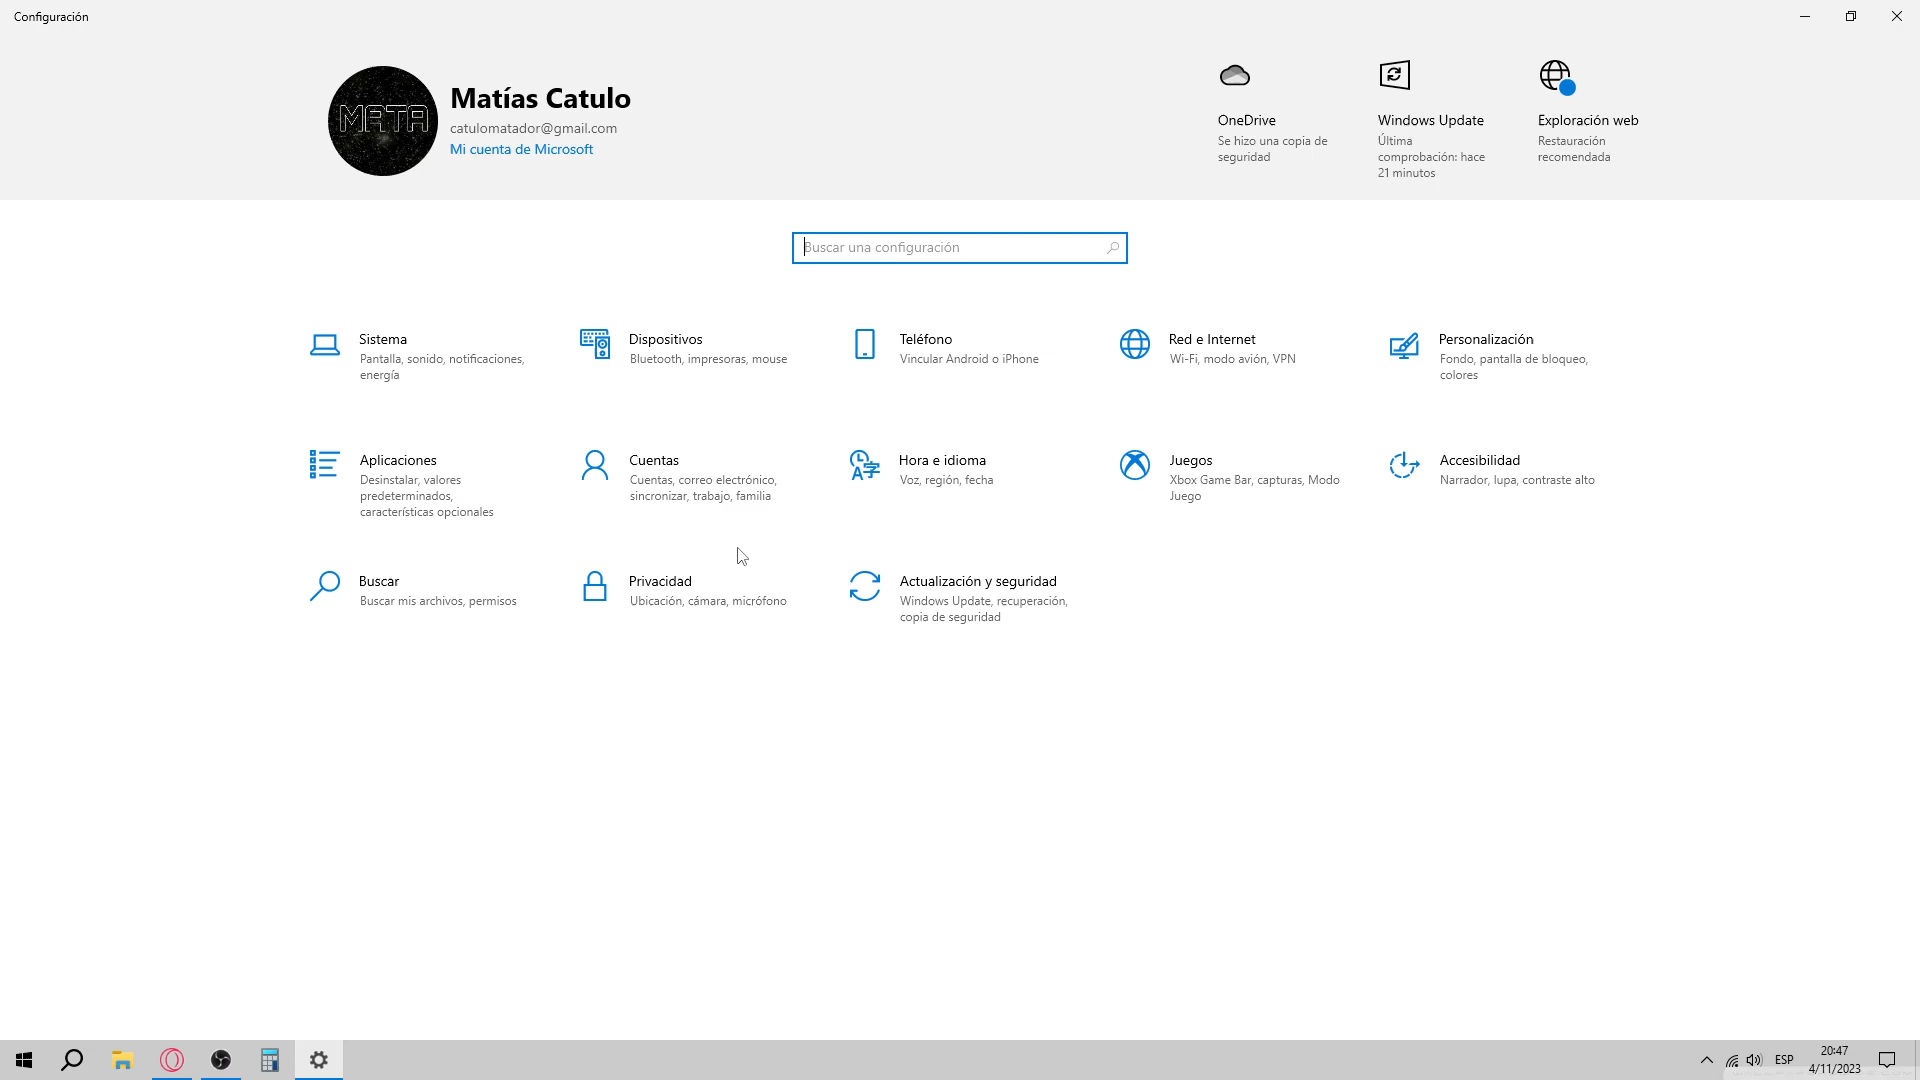 Configuración
MATA
Matías Catulo
catulomatador@gmail.com
Mi cuenta de Microsoft
OneDrive
Se hizo una copia de
seguridad
Windows Update
Última
comprobación: hace
21 minutos
Exploración web
Restauración
recomendada
Buscar una configuración
Sistema
Pantalla, sonido, notificaciones,
energía
Dispositivos
Bluetooth, impresoras, mouse
Teléfono
Vincular Android o iPhone
Red e Internet
Wi-Fi, modo avión, VPN
Personalización
Fondo, pantalla de bloqueo,
colores
Aplicaciones
Desinstalar, valores
predeterminados,
características opcionales
Cuentas
Cuentas, correo electrónico,
sincronizar, trabajo, familia
Hora e idioma
Voz, región, fecha
Juegos
Xbox Game Bar, capturas, Modo
Juego
Accesibilidad
Narrador, lupa, contraste alto
Buscar
Buscar mis archivos, permisos
Privacidad
Ubicación, cámara, micrófono
Actualización y seguridad
Windows Update, recuperación,
copia de seguridad
ESP
20:47
4/11/2023